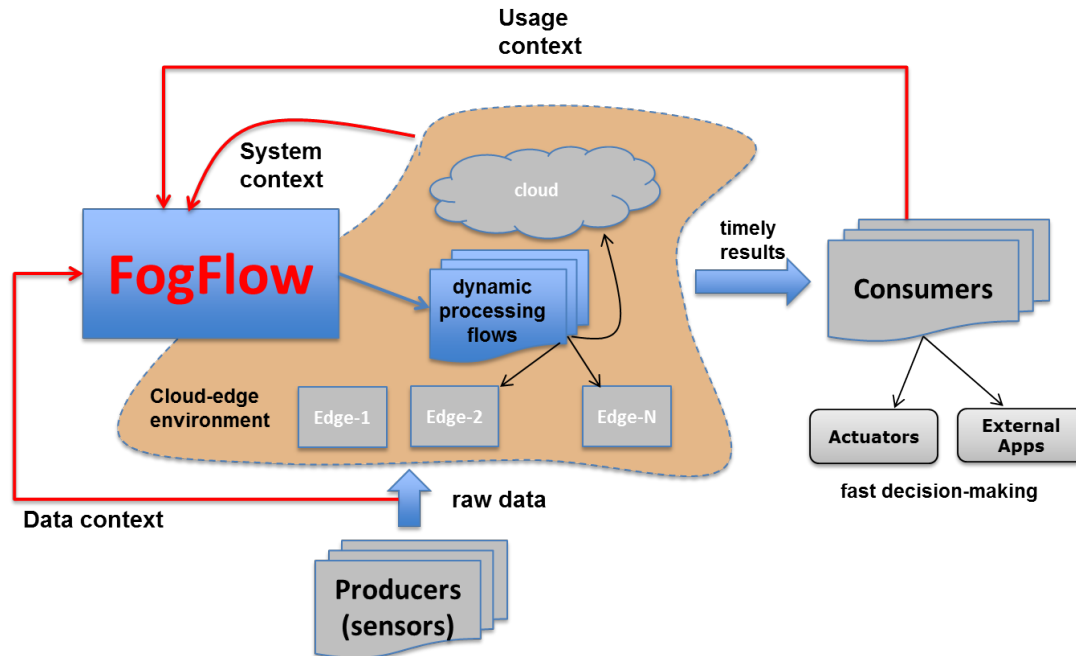 Usage
context
System
context
cloud
FogFlow
timely
results
Consumers
dynamic
processing
flows
Cloud-edge
environment
Edge-1
Edge-2
Edge-N
Actuators
External
Apps
fast decision-making
raw data
Data context
Producers
(sensors)